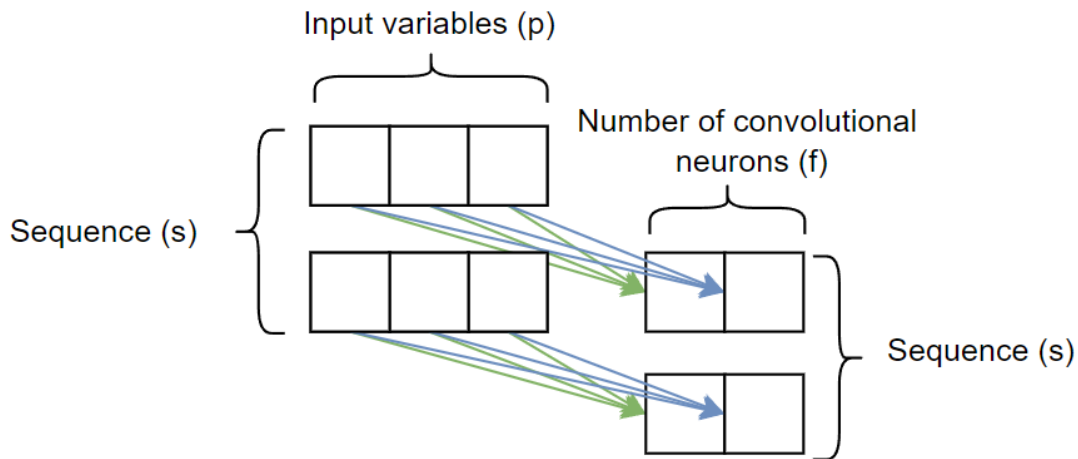 Input variables (p)
Number of convolutional
neurons (f)
Sequence (s)
Sequence (s)